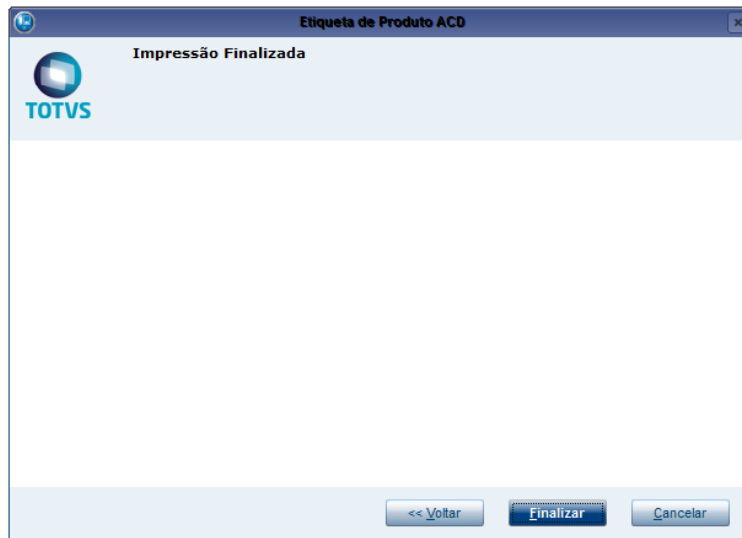 Etiqueta de Produto ACD
Impressão Finalizada
TOTVS
<< Voltar
Finalizar
Cancelar